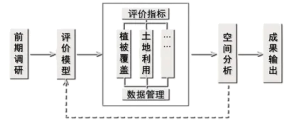 前期调研
评价模型
评价指标
植被覆盖
土地利用
……
数据管理
空间分析
成果输出